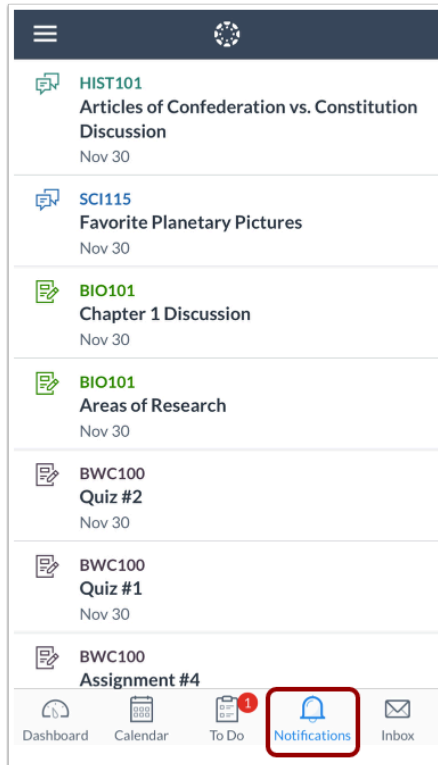 HIST101
Articles of Confederation vs. Constitution
Discussion
Nov 30
SCI115
Favorite Planetary Pictures
Nov 30
BIO101
Chapter 1 Discussion
Nov 30
BIO101
Areas of Research
Nov 30
BWC100
Quiz #2
Nov 30
BWC100
Quiz #1
Nov 30
BWC100
Assignment #4
1
Dashboard Calendar To Do Notifications Inbox